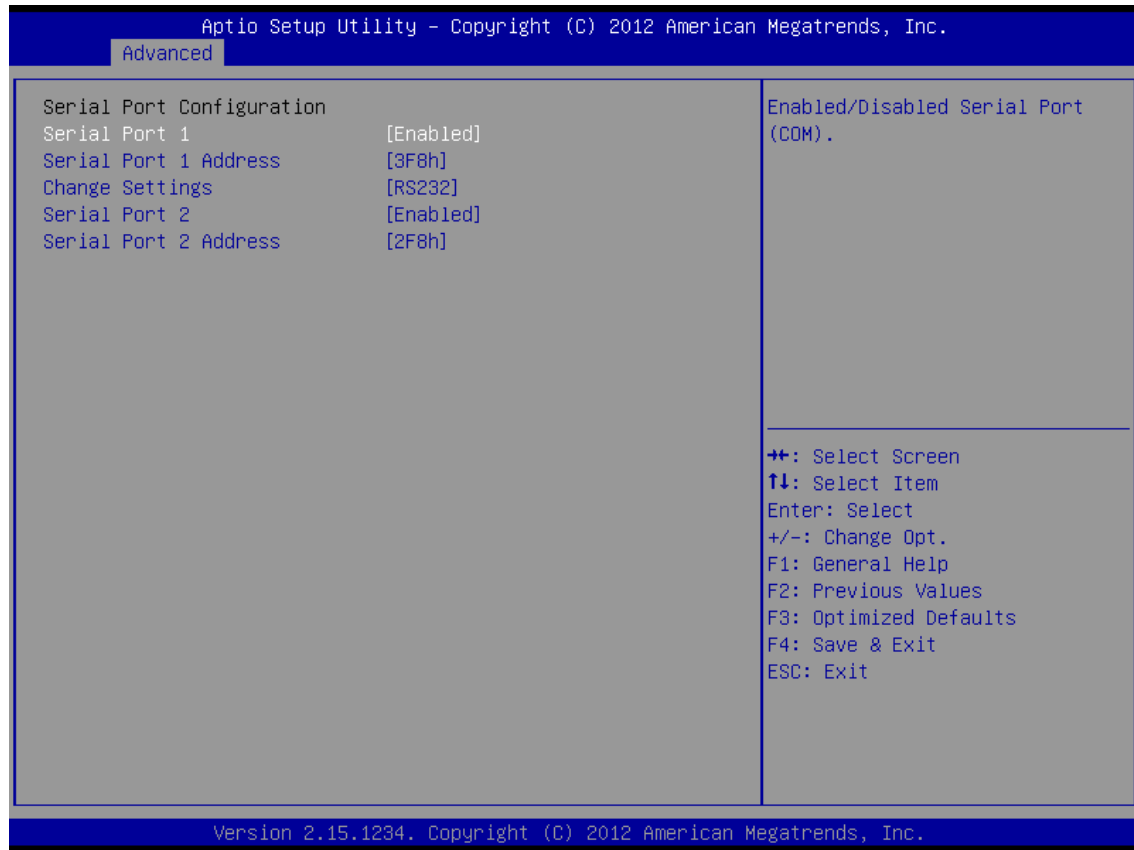 Aptio Setup Utility – Copyright (C) 2012 American Megatrends, Inc.
Advanced
Serial Port Configuration
Serial Port 1 [Enabled]
Serial Port 1 Address [3F8h]
Change Settings [RS232]
Serial Port 2 [Enabled]
Serial Port 2 Address [2F8h]
Enabled/Disabled Serial Port
(COM).
→←: Select Screen
↑↓: Select Item
Enter: Select
+/-: Change Opt.
F1: General Help
F2: Previous Values
F3: Optimized Defaults
F4: Save & Exit
ESC: Exit
Version 2.15.1234. Copyright (C) 2012 American Megatrends, Inc.